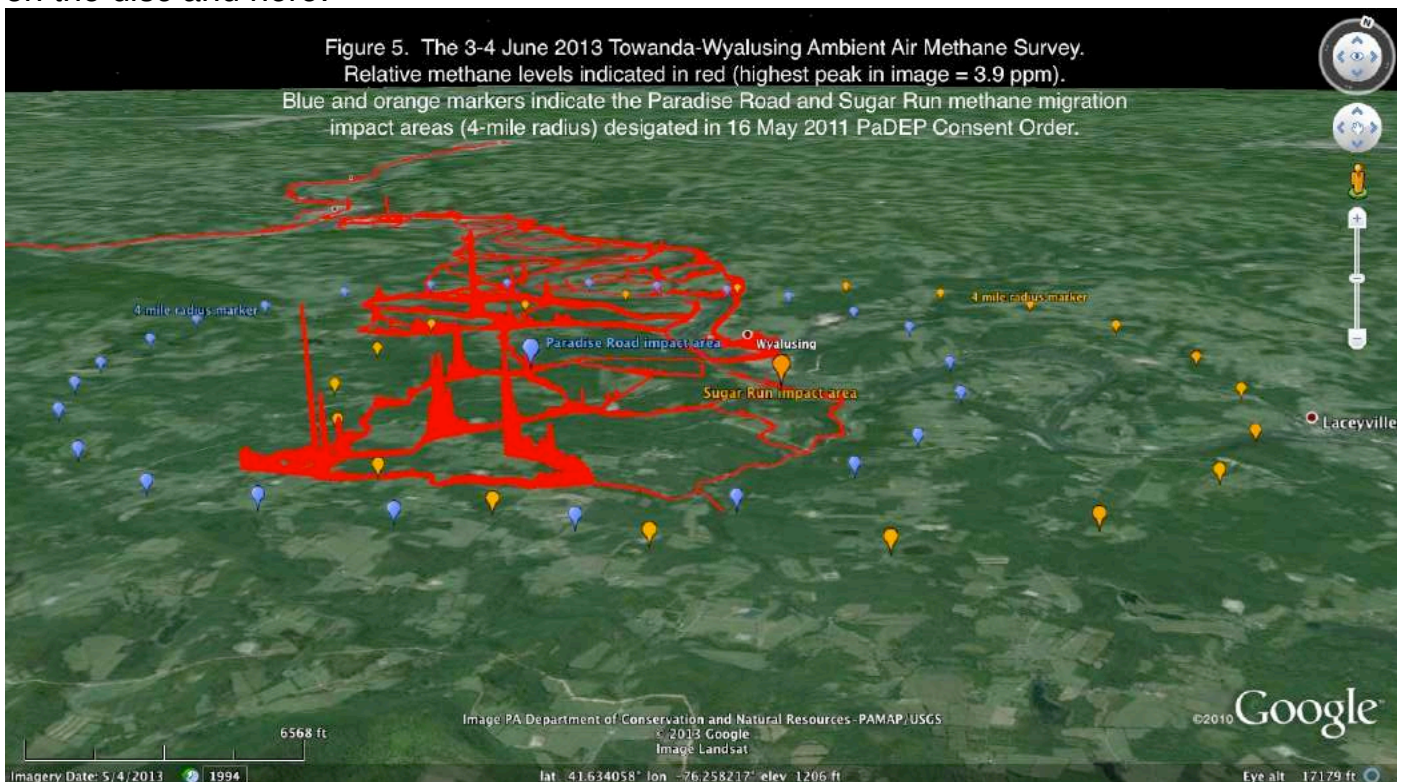 Figure 5. The 3-4 June 2013 Towanda-Wyalusing Ambient Air Methane Survey.
Relative methane levels indicated in red (highest peak in image = 3.9 ppm).
Blue and orange markers indicate the Paradise Road and Sugar Run methane migration
impact areas (4-mile radius) desigated in 16 May 2011 PaDEP Consent Order.
N
4 mile radius marker
4 mile radius marker
Paradise Road impact area
Wyalusing
Sugar Run impact area
Laceyville
Image PA Department of Conservation and Natural Resources-PAMAP/USGS
© 2013 Google
Image Landsat
©2010 Google
6568 ft
Imagery Date: 5/4/2013
1994
lat 41.634058° lon -76.258217° elev 1206 ft
Eye alt 17179 ft